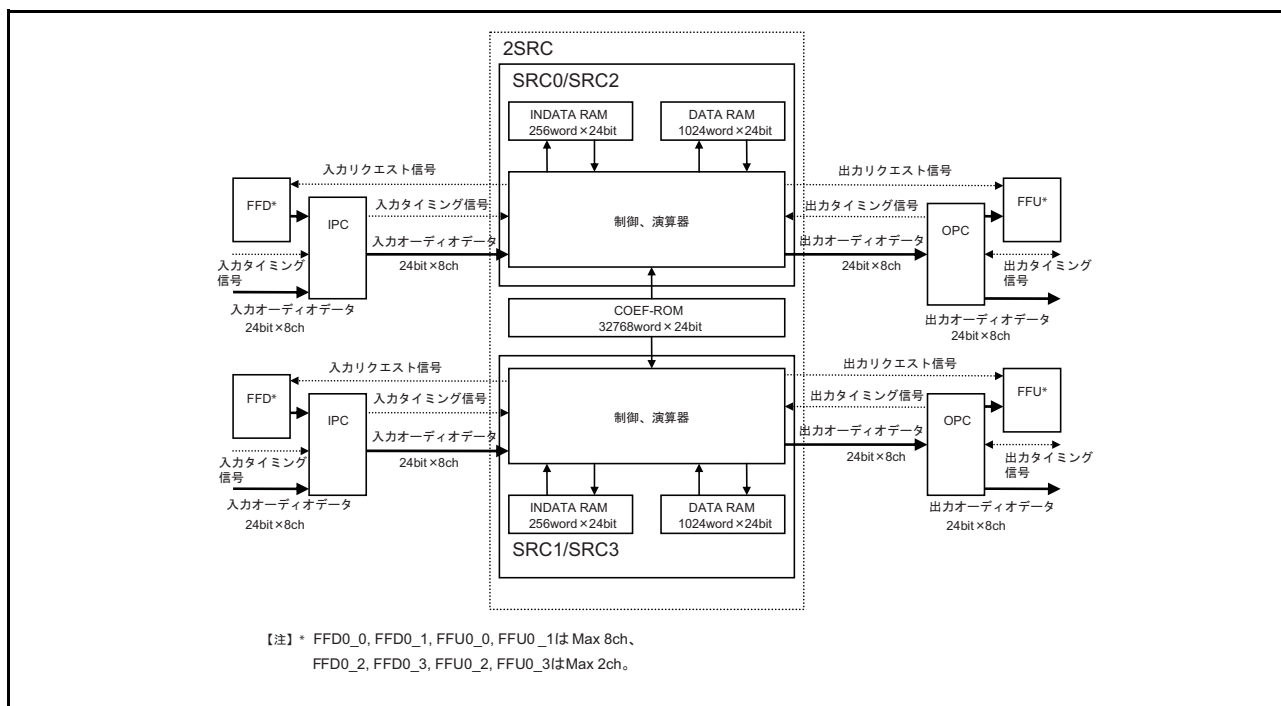 2SRC
SRC0/SRC2
INDATA RAM
256word×24bit
DATA RAM
1024word×24bit
入力リクエスト信号
出力リクエスト信号
FFD*
IPC
入力タイミング信号
制御、演算器
出力タイミング信号
OPC
FFU*
入力オーディオデータ
24bit×8ch
出力オーディオデータ
24bit×8ch
入力タイミング
信号
出力タイミング
信号
入力オーディオデータ
24bit×8ch
出力オーディオデータ
24bit×8ch
COEF-ROM
32768word×24bit
入力リクエスト信号
出力リクエスト信号
FFD*
IPC
入力タイミング信号
制御、演算器
出力タイミング信号
OPC
FFU*
入力オーディオデータ
24bit×8ch
出力オーディオデータ
24bit×8ch
入力タイミング
信号
出力タイミング
信号
入力オーディオデータ
24bit×8ch
出力オーディオデータ
24bit×8ch
INDATA RAM
256word×24bit
DATA RAM
1024word×24bit
SRC1/SRC3
【注】* FFD0_0, FFD0_1, FFU0_0, FFU0 _1は Max 8ch、
FFD0_2, FFD0_3, FFU0_2, FFU0_3はMax 2ch。